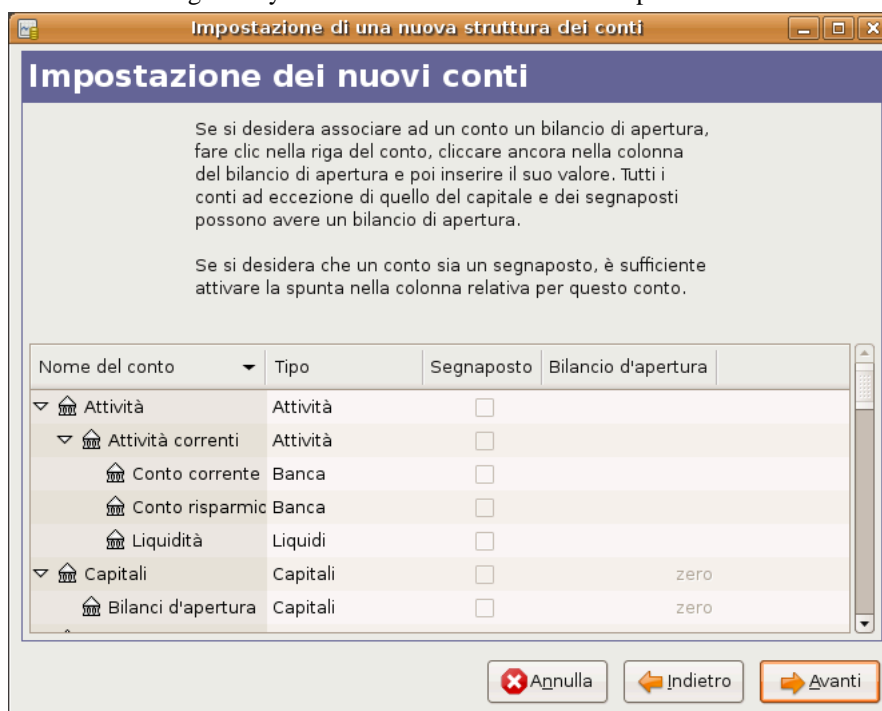 Impostazione di una nuova struttura dei conti
Impostazione dei nuovi conti
Se si desidera associare ad un conto un bilancio di apertura,
fare clic nella riga del conto, cliccare ancora nella colonna
del bilancio di apertura e poi inserire il suo valore. Tutti i
conti ad eccezione di quello del capitale e dei segnaposti
possono avere un bilancio di apertura.
Se si desidera che un conto sia un segnaposto, è sufficiente
attivare la spunta nella colonna relativa per questo conto.
Nome del conto Tipo Segnaposto Bilancio d'apertura
Attività Attività
Attività correnti Attività
Conto corrente Banca
Conto risparmic Banca
Liquidità Liquidi
Capitali Capitali zero
Bilanci d'apertura Capitali zero
Annulla Indietro Avanti